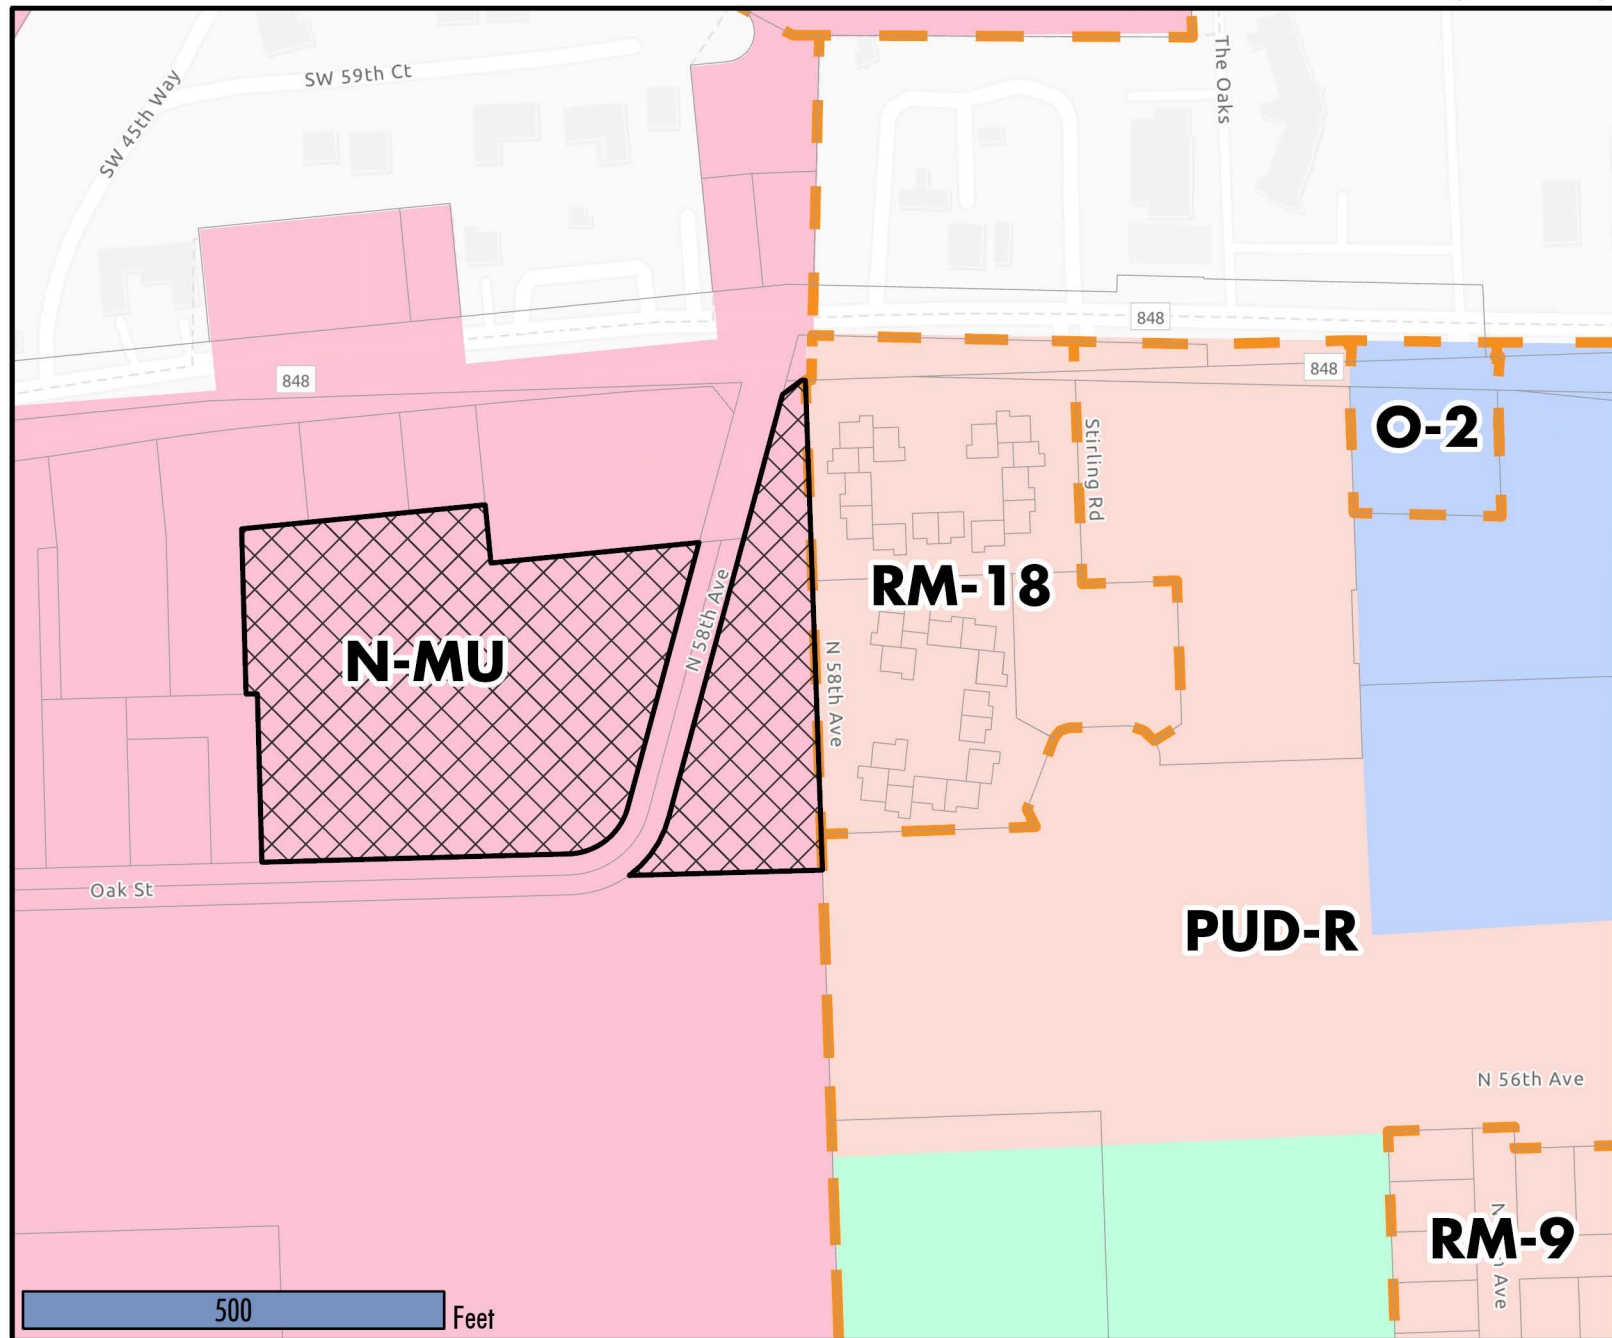 SW 59th Ct
SW 45th Way
The Oaks
848
848
848
O-2
Stirling Rd
RM-18
N 58th Ave
N-MU
N 58th Ave
Oak St
PUD-R
N 56th Ave
RM-9
N
Ave
500
Feet